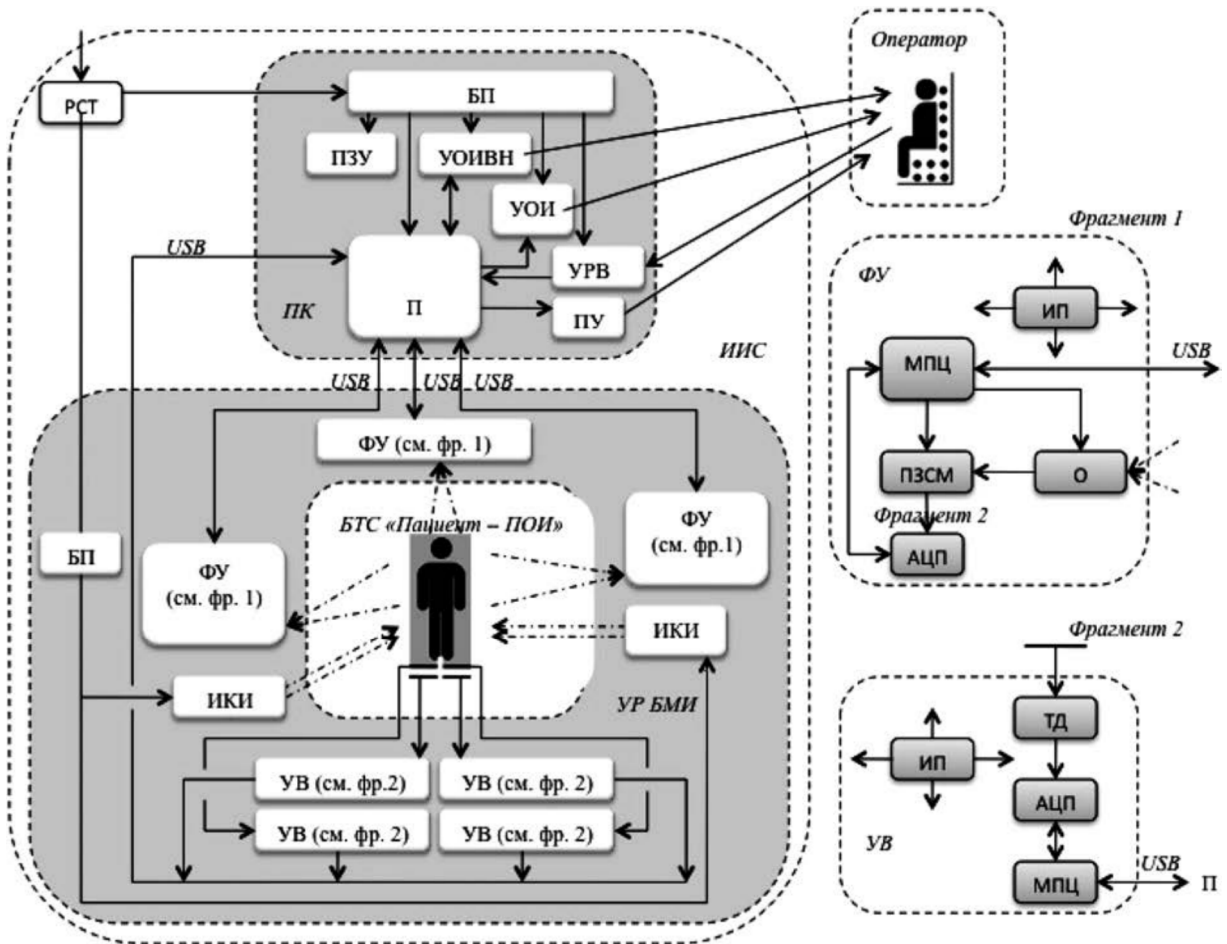 Оператор
РСТ
БП
ПЗУ
УОИВН
УОИ
USB
УРВ
П
ПУ
ПК
ИИС
USB
USB
USB
ФУ (см. фр. 1)
БТС «Пациент – ПОИ»
ФУ
(см. фр.1)
БП
ФУ
(см. фр. 1)
ИКИ
ИКИ
УР БМИ
УВ (см. фр.2)
УВ (см. фр. 2)
УВ (см. фр. 2)
УВ (см. фр. 2)
Фрагмент 1
ФУ
ИП
МПЦ
USB
ПЗСМ
О
Фрагмент 2
АЦП
Фрагмент 2
ТД
ИП
АЦП
УВ
МПЦ
USB
П